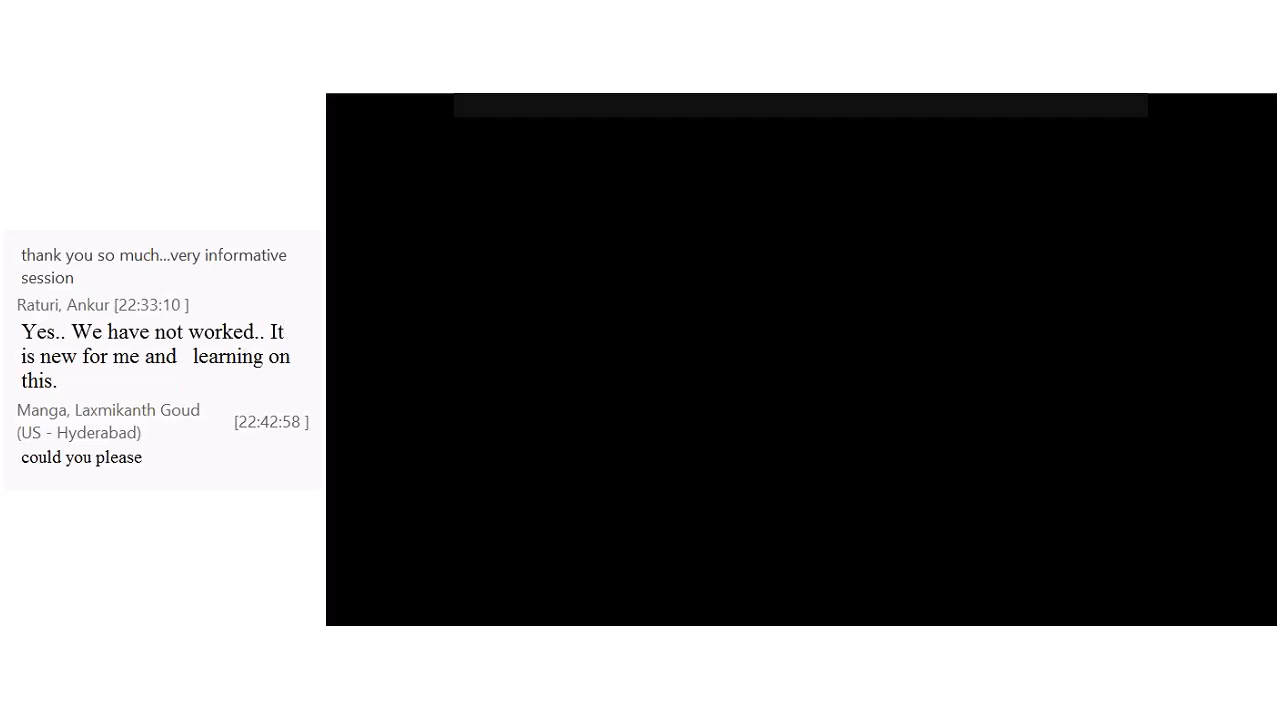 thank you so much...very informative
session
Raturi, Ankur [22:33:10 ]
Yes.. We have not worked.. It
is new for me and learning on
this.
Manga, Laxmikanth Goud
(US - Hyderabad) [22:42:58 ]
could you please